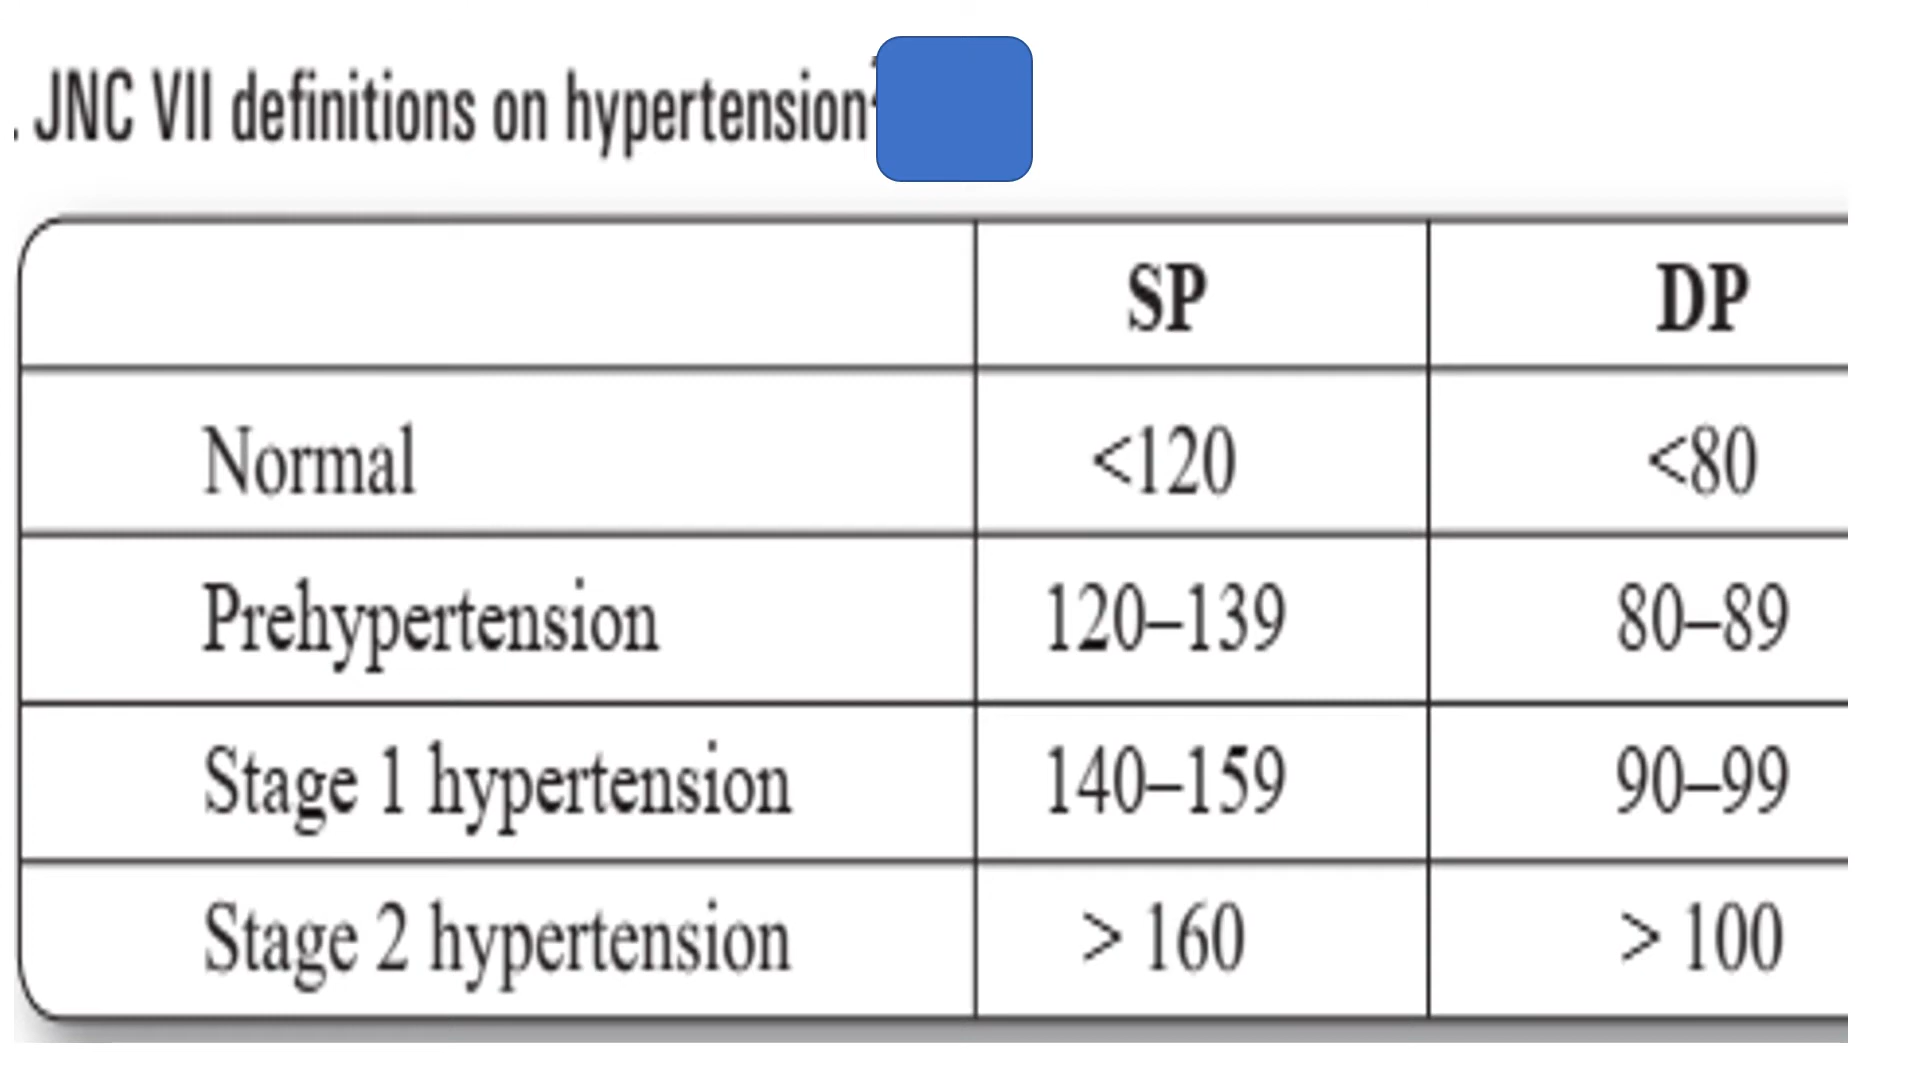 . JNC VII definitions on hypertension
SP DP
Normal <120 <80
Prehypertension 120–139 80–89
Stage 1 hypertension 140–159 90–99
Stage 2 hypertension > 160 > 100